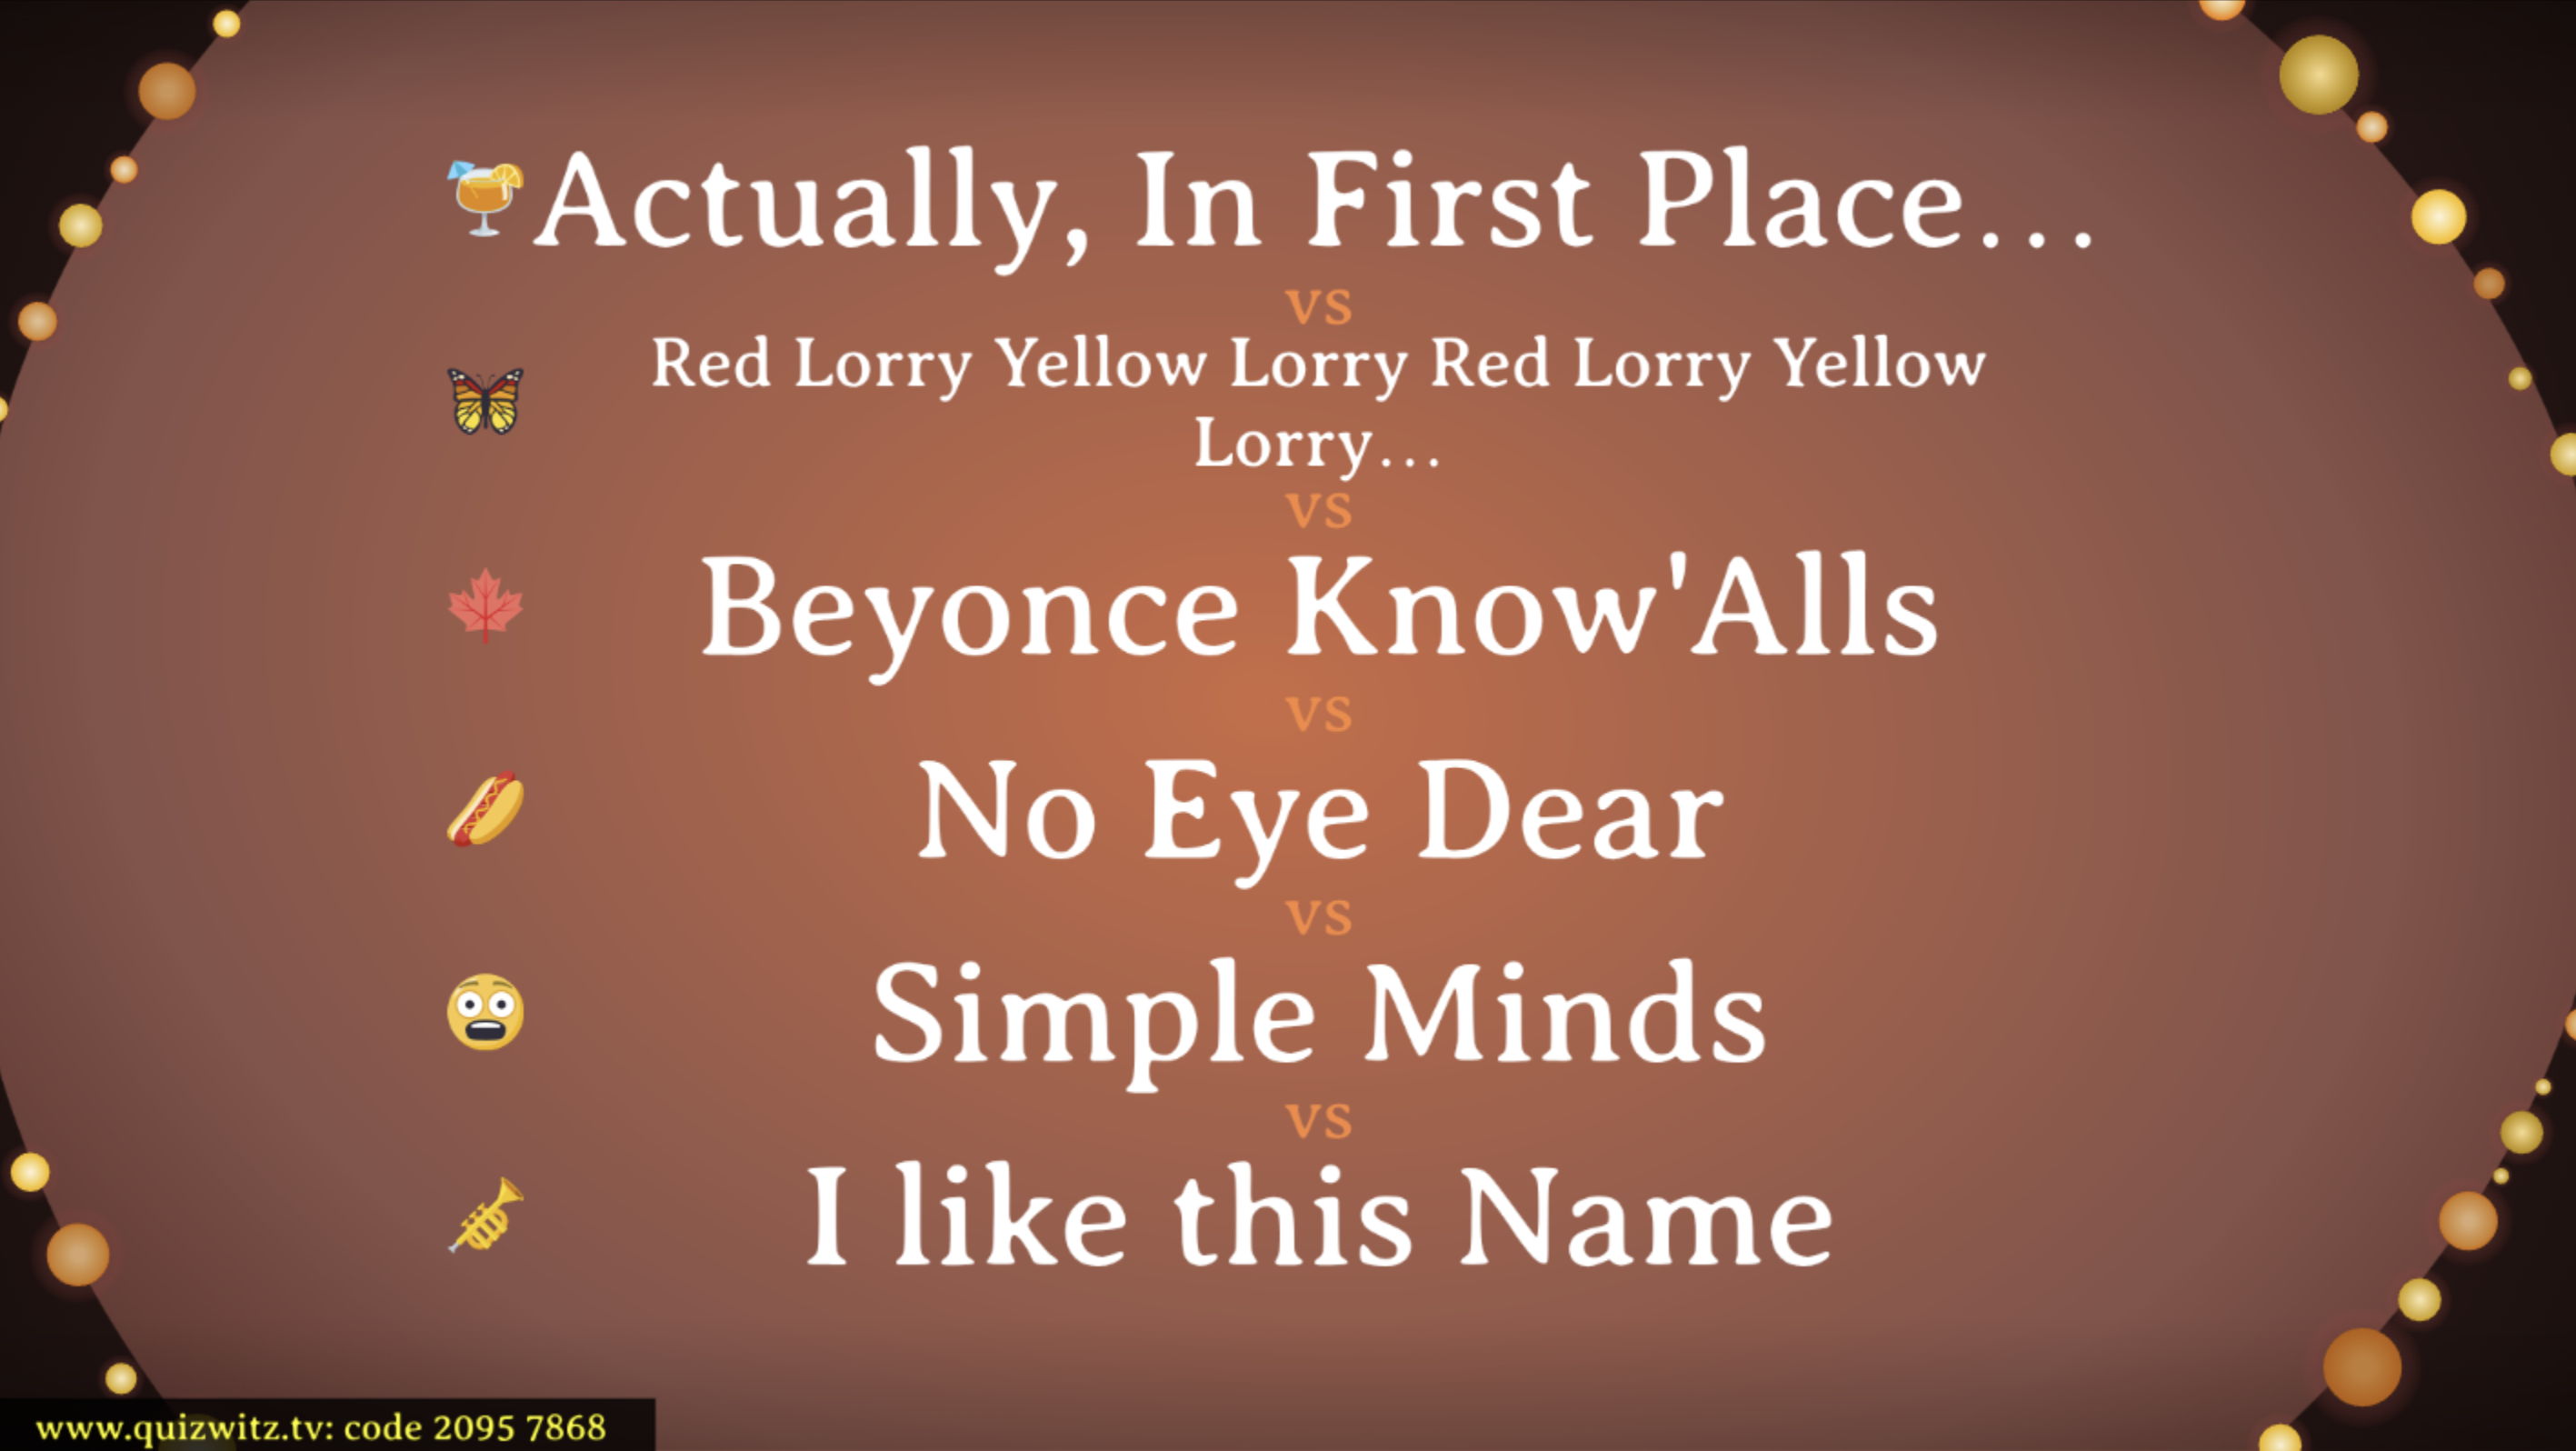 Actually, In First Place...
vs
Red Lorry Yellow Lorry Red Lorry Yellow
Lorry...
vs
Beyonce Know'Alls
vs
No Eye Dear
vs
Simple Minds
vs
I like this Name
www.quizwitz.tv: code 2095 7868